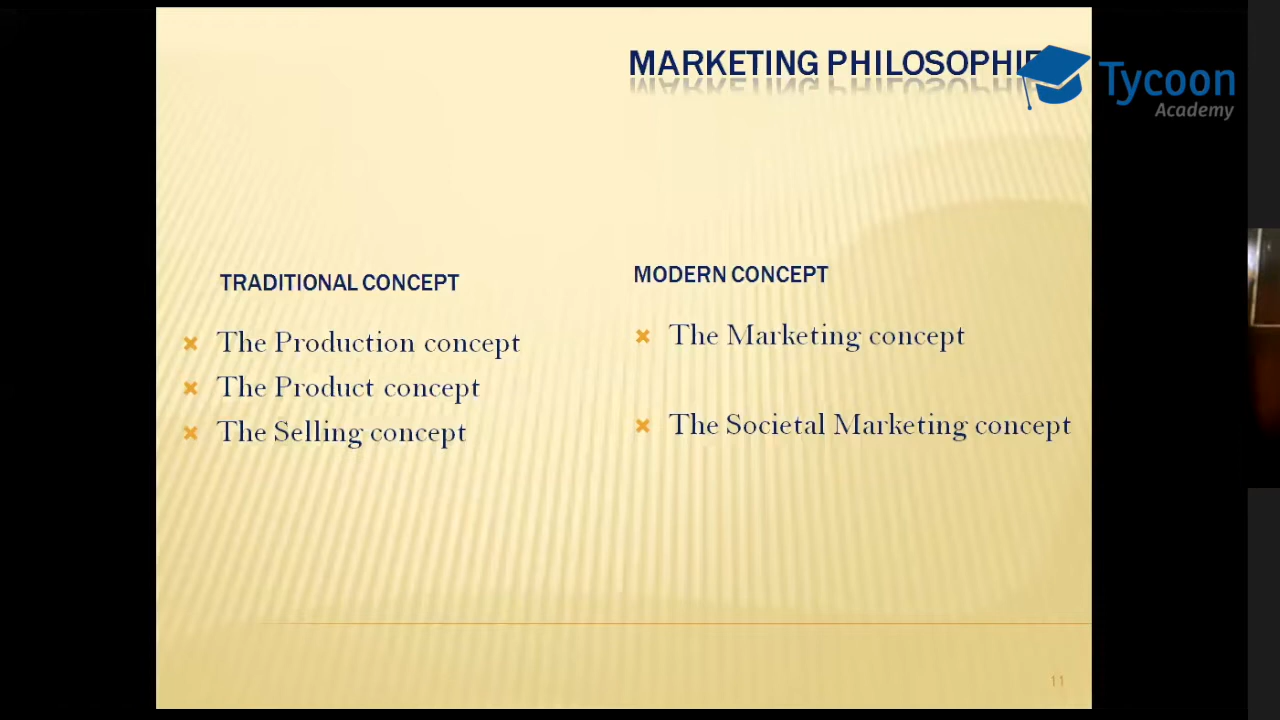 MARKETING PHILOSOPHIE
Tycoon
Academy
TRADITIONAL CONCEPT
The Production concept
The Product concept
The Selling concept
MODERN CONCEPT
The Marketing concept
The Societal Marketing concept
11